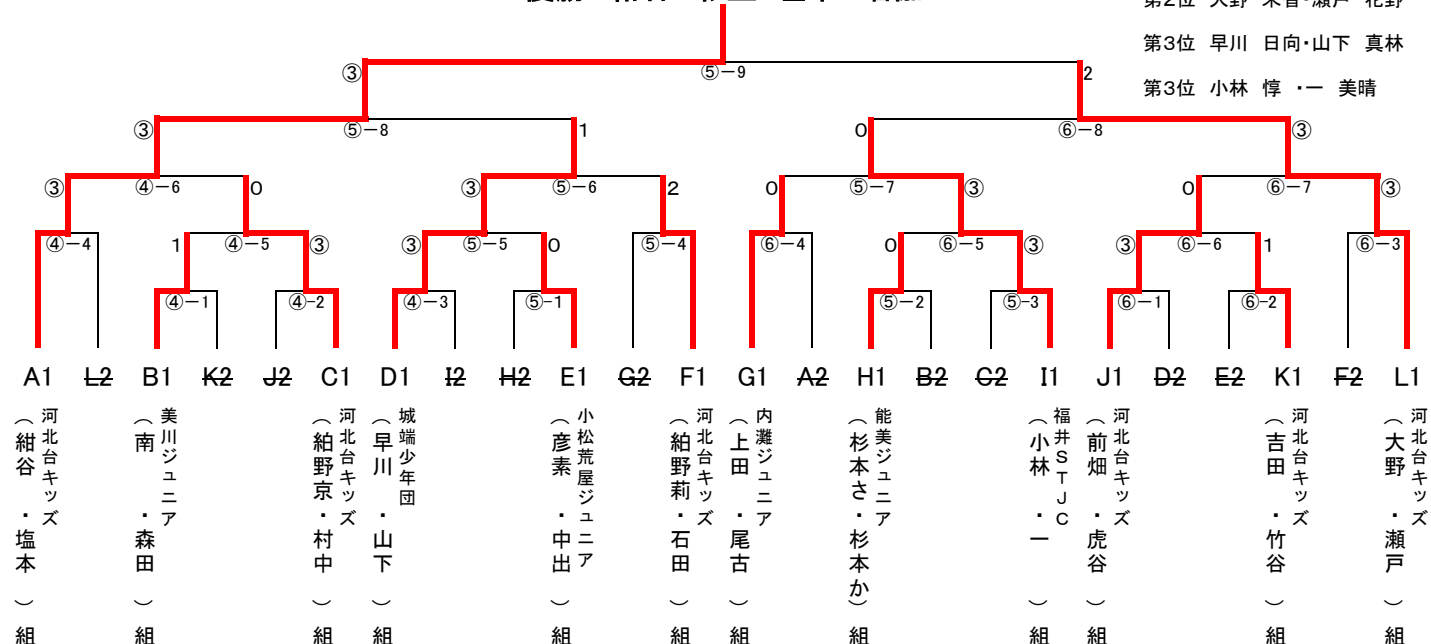 第2位 大野
瀬戸 花野
第3位 早川 日向・山下 真林
第3位 小林 惇 ・一 美晴
⑤－9
③ 2
⑤－8 ⑥－8
③ 1 0 ③
④－6 ⑤－6 ⑤－7 ⑥－7
③ 0 ③ 2 0 ③ 0 ③
④－4 ④－5 ⑤－5 ⑤－4 ⑥－4 ⑥－5 ⑥－6 ⑥－3
1 ③ ③ 0 0 ③ ③ 1
④－1 ④-2 ④－3 ⑤-1 ⑤－2 ⑤-3 ⑥－1 ⑥-2
A1 L2 B1 K2 J2 C1 D1 I2 H2 E1 G2 F1 G1 A2 H1 B2 C2 I1 J1 D2 E2 K1 F2 L1
河北台キッズ
（紺谷・塩本）組
美川ジュニア
（南・森田）組
河北台キッズ
（紺野京・村中）組
城端少年団
（早川・山下）組
小松荒屋ジュニア
（彦素・中出）組
河北台キッズ
（紺野莉・石田）組
内灘ジュニア
（上田・尾古）組
能美ジュニア
（杉本さ・杉本か）組
福井STJC
（小林・一）組
河北台キッズ
（前畑・虎谷）組
河北台キッズ
（吉田・竹谷）組
河北台キッズ
（大野・瀬戸）組